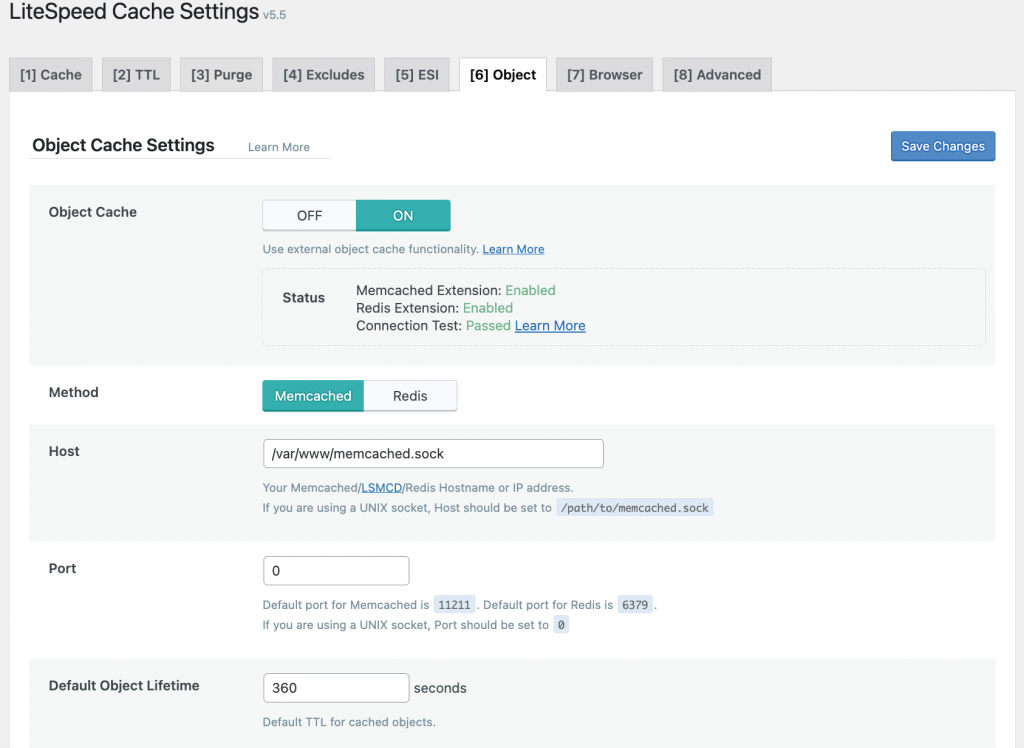 LiteSpeed Cache Settings v5.5
[1] Cache [2] TTL [3] Purge [4] Excludes [5] ESI [6] Object [7] Browser [8] Advanced
Object Cache Settings Learn More Save Changes
Object Cache OFF ON
Use external object cache functionality. Learn More
Status
Memcached Extension: Enabled
Redis Extension: Enabled
Connection Test: Passed Learn More
Method Memcached Redis
Host /var/www/memcached.sock
Your Memcached/LSMCD/Redis Hostname or IP address.
If you are using a UNIX socket, Host should be set to /path/to/memcached.sock
Port 0
Default port for Memcached is 11211 . Default port for Redis is 6379 .
If you are using a UNIX socket, Port should be set to 0
Default Object Lifetime 360 seconds
Default TTL for cached objects.